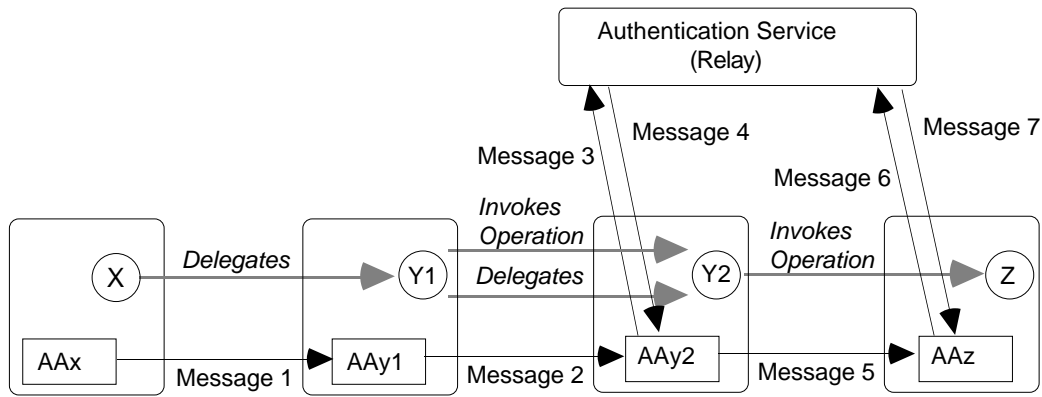 Authentication Service
(Relay)
Message 3
Message 4
Message 6
Message 7
X
Delegates
Y1
Invokes
Operation
Delegates
Y2
Invokes
Operation
Z
AAx
Message 1
AAy1
Message 2
AAy2
Message 5
AAz